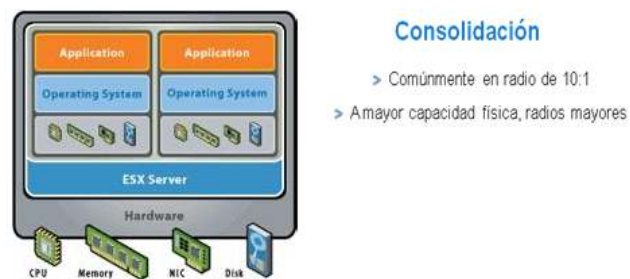 Consolidación
> Comúnmente en radio de 10:1
> A mayor capacidad física, radios mayores
Application Application
Operating System Operating System
ESX Server
Hardware
CPU Memory NIC Disk